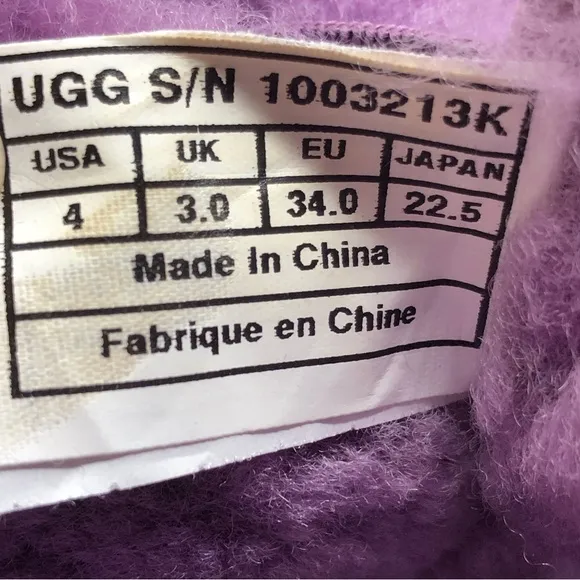 UGG S/N 1003213K
USA UK EU JAPAN
4 3.0 34.0 22.5
Made In China
Fabrique en Chine